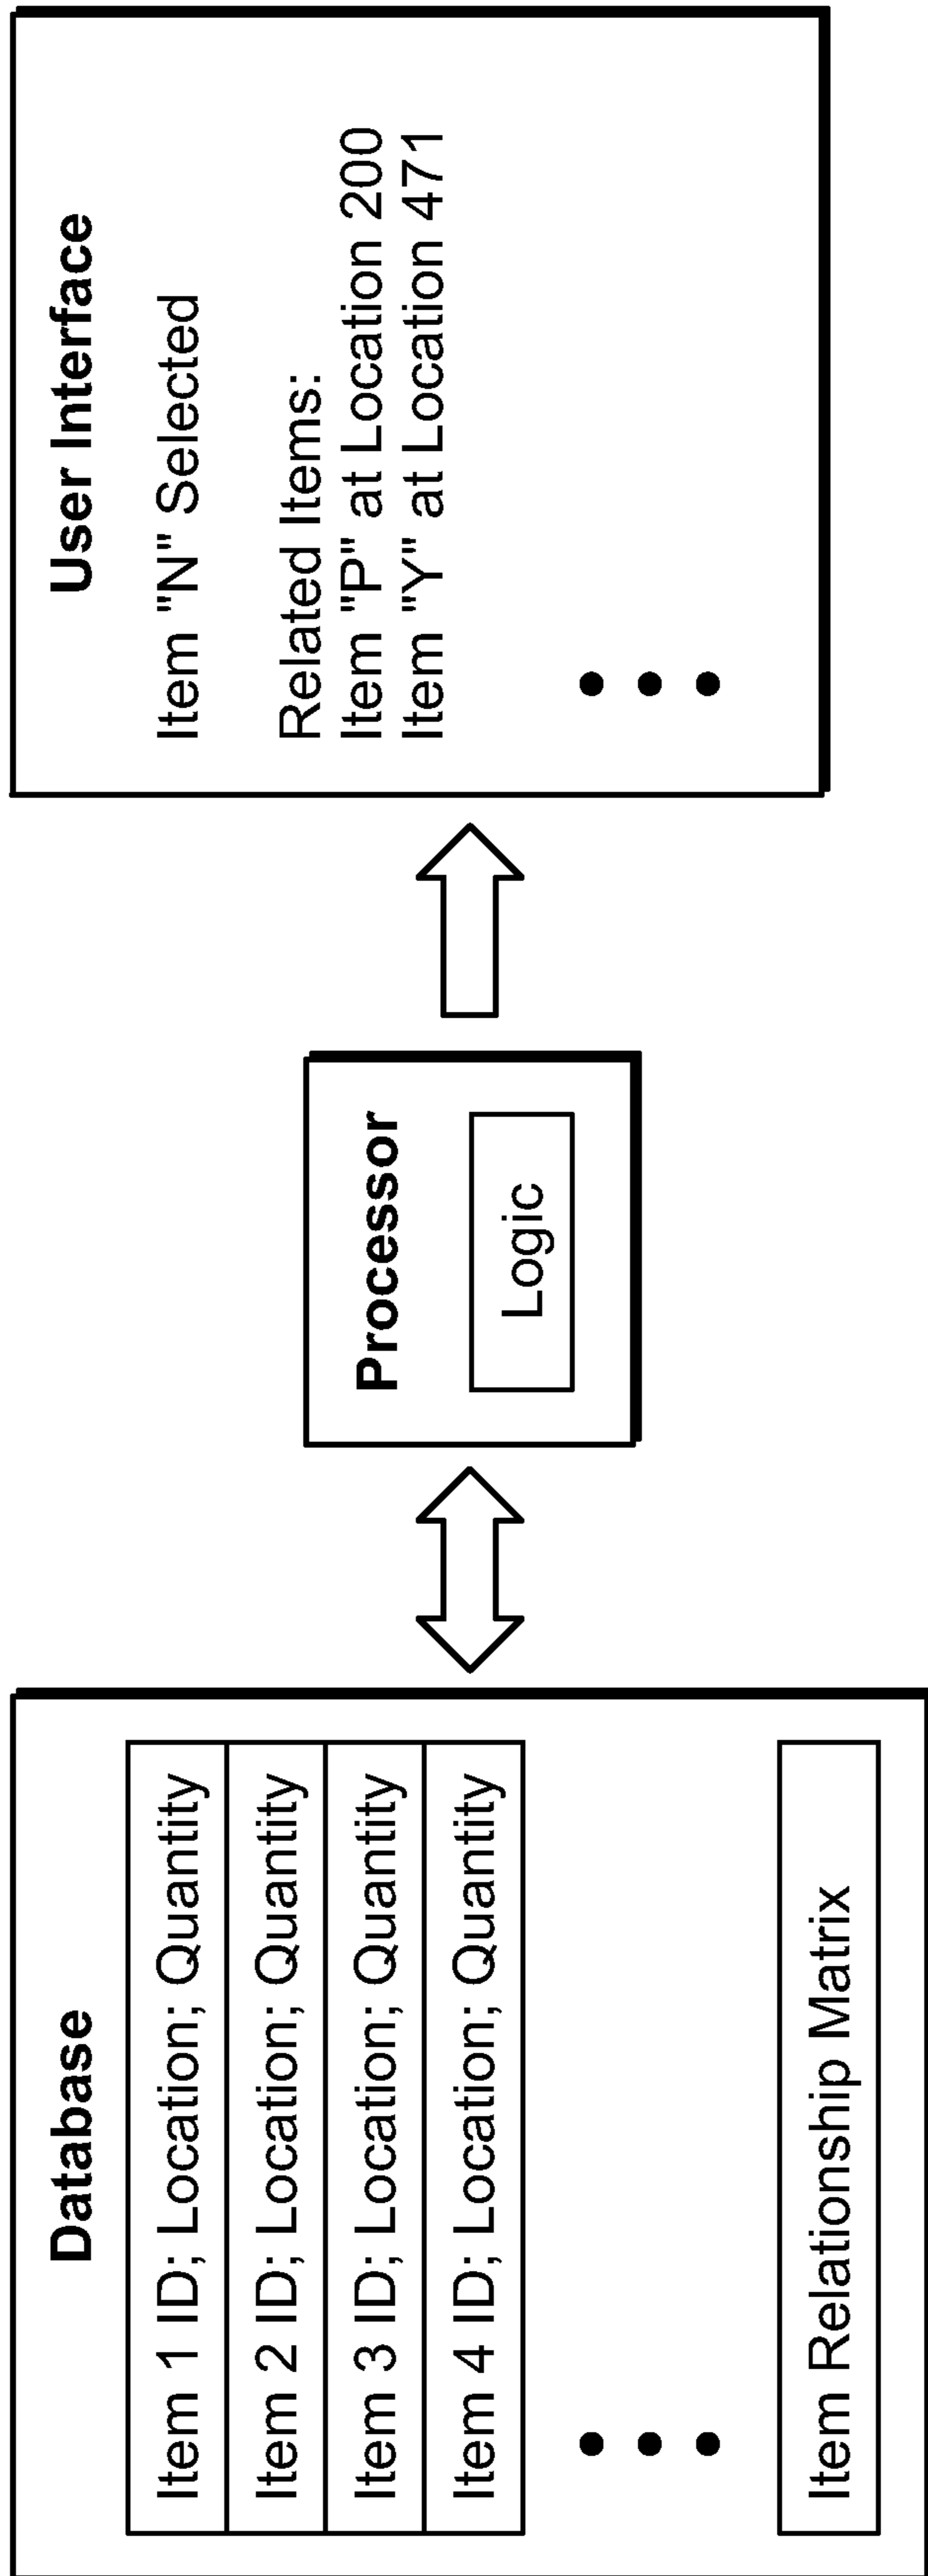 Database
Item 1 ID; Location; Quantity
Item 2 ID; Location; Quantity
Item 3 ID; Location; Quantity
Item 4 ID; Location; Quantity
Item Relationship Matrix
Processor
Logic
User Interface
Item "N" Selected
Related Items:
Item "P" at Location 200
Item "Y" at Location 471